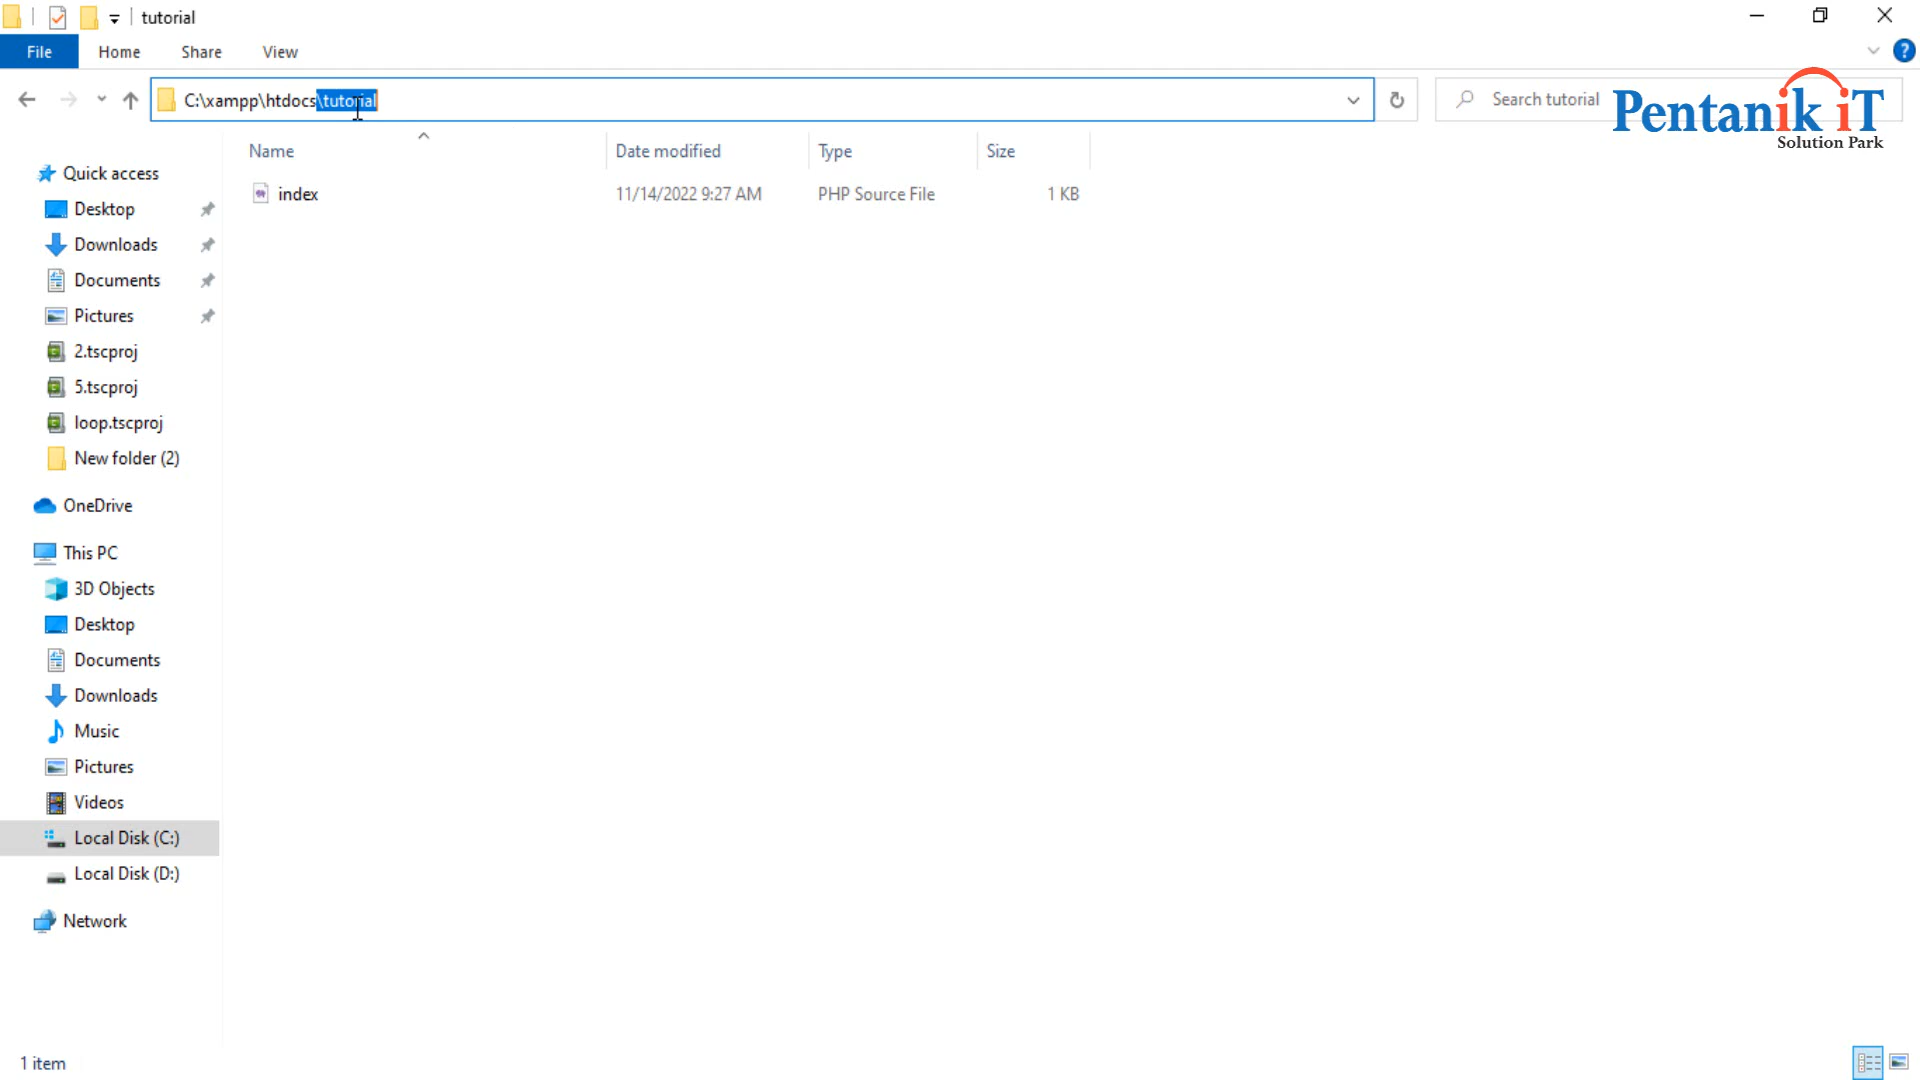 tutorial
File Home Share View
C:\xampp\htdocs\tutorial
Search tutorial
Pentanik iT
Solution Park
Name Date modified Type Size
index 11/14/2022 9:27 AM PHP Source File 1 KB
Quick access
Desktop
Downloads
Documents
Pictures
2.tscproj
5.tscproj
loop.tscproj
New folder (2)
OneDrive
This PC
3D Objects
Desktop
Documents
Downloads
Music
Pictures
Videos
Local Disk (C:)
Local Disk (D:)
Network
1 item